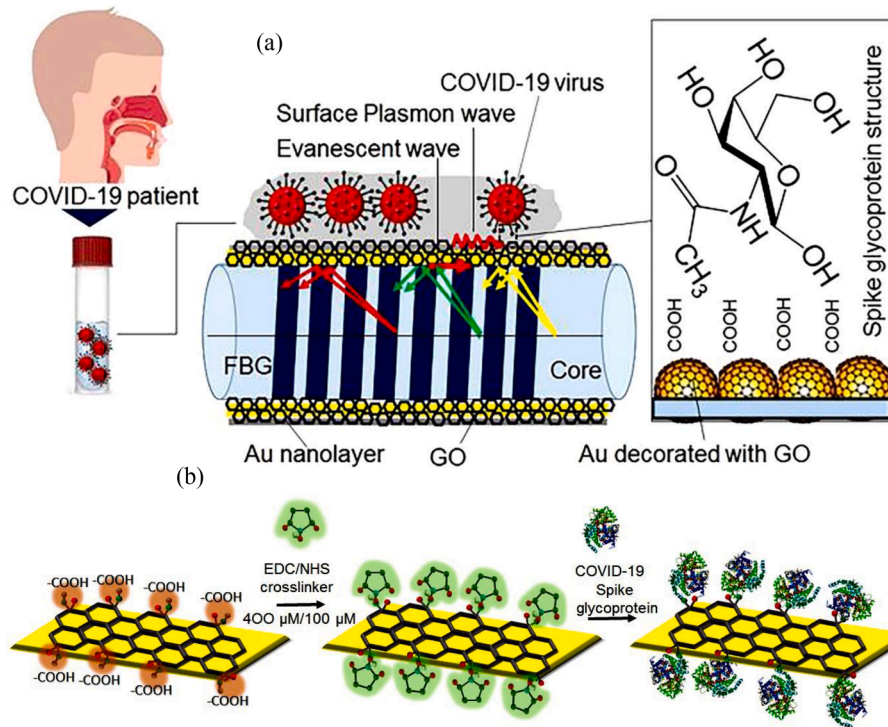 (a)
COVID-19 virus
Surface Plasmon wave
Evanescent wave
COVID-19 patient
FBG
Core
Au nanolayer
GO
Au decorated with GO
Spike glycoprotein structure
HO
HO
OH
O
O
NH
OH
CH3
COOH
COOH
COOH
COOH
(b)
-COOH
-COOH
-COOH
-COOH
-COOH
-COOH
-COOH
-COOH
EDC/NHS
crosslinker
4OO µM/100 µM
COVID-19
Spike
glycoprotein